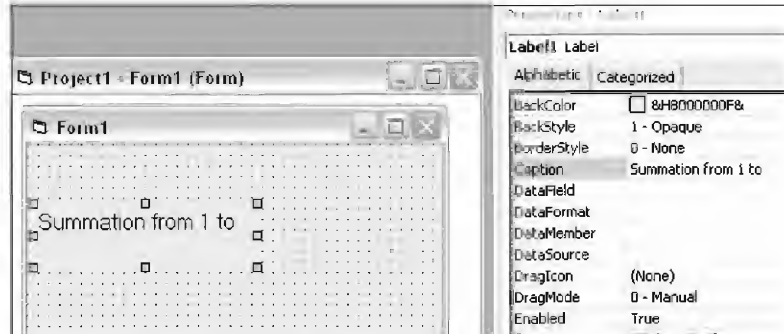 Project1 - Form1 (Form)
Form1
Summation from 1 to
Label1 Label
Alphabetic Categorized
BackColor &H8000000F&
BackStyle 1 - Opaque
BorderStyle 0 - None
Caption Summation from 1 to
DataField
DataFormat
DataMember
DataSource
DragIcon (None)
DragMode 0 - Manual
Enabled True